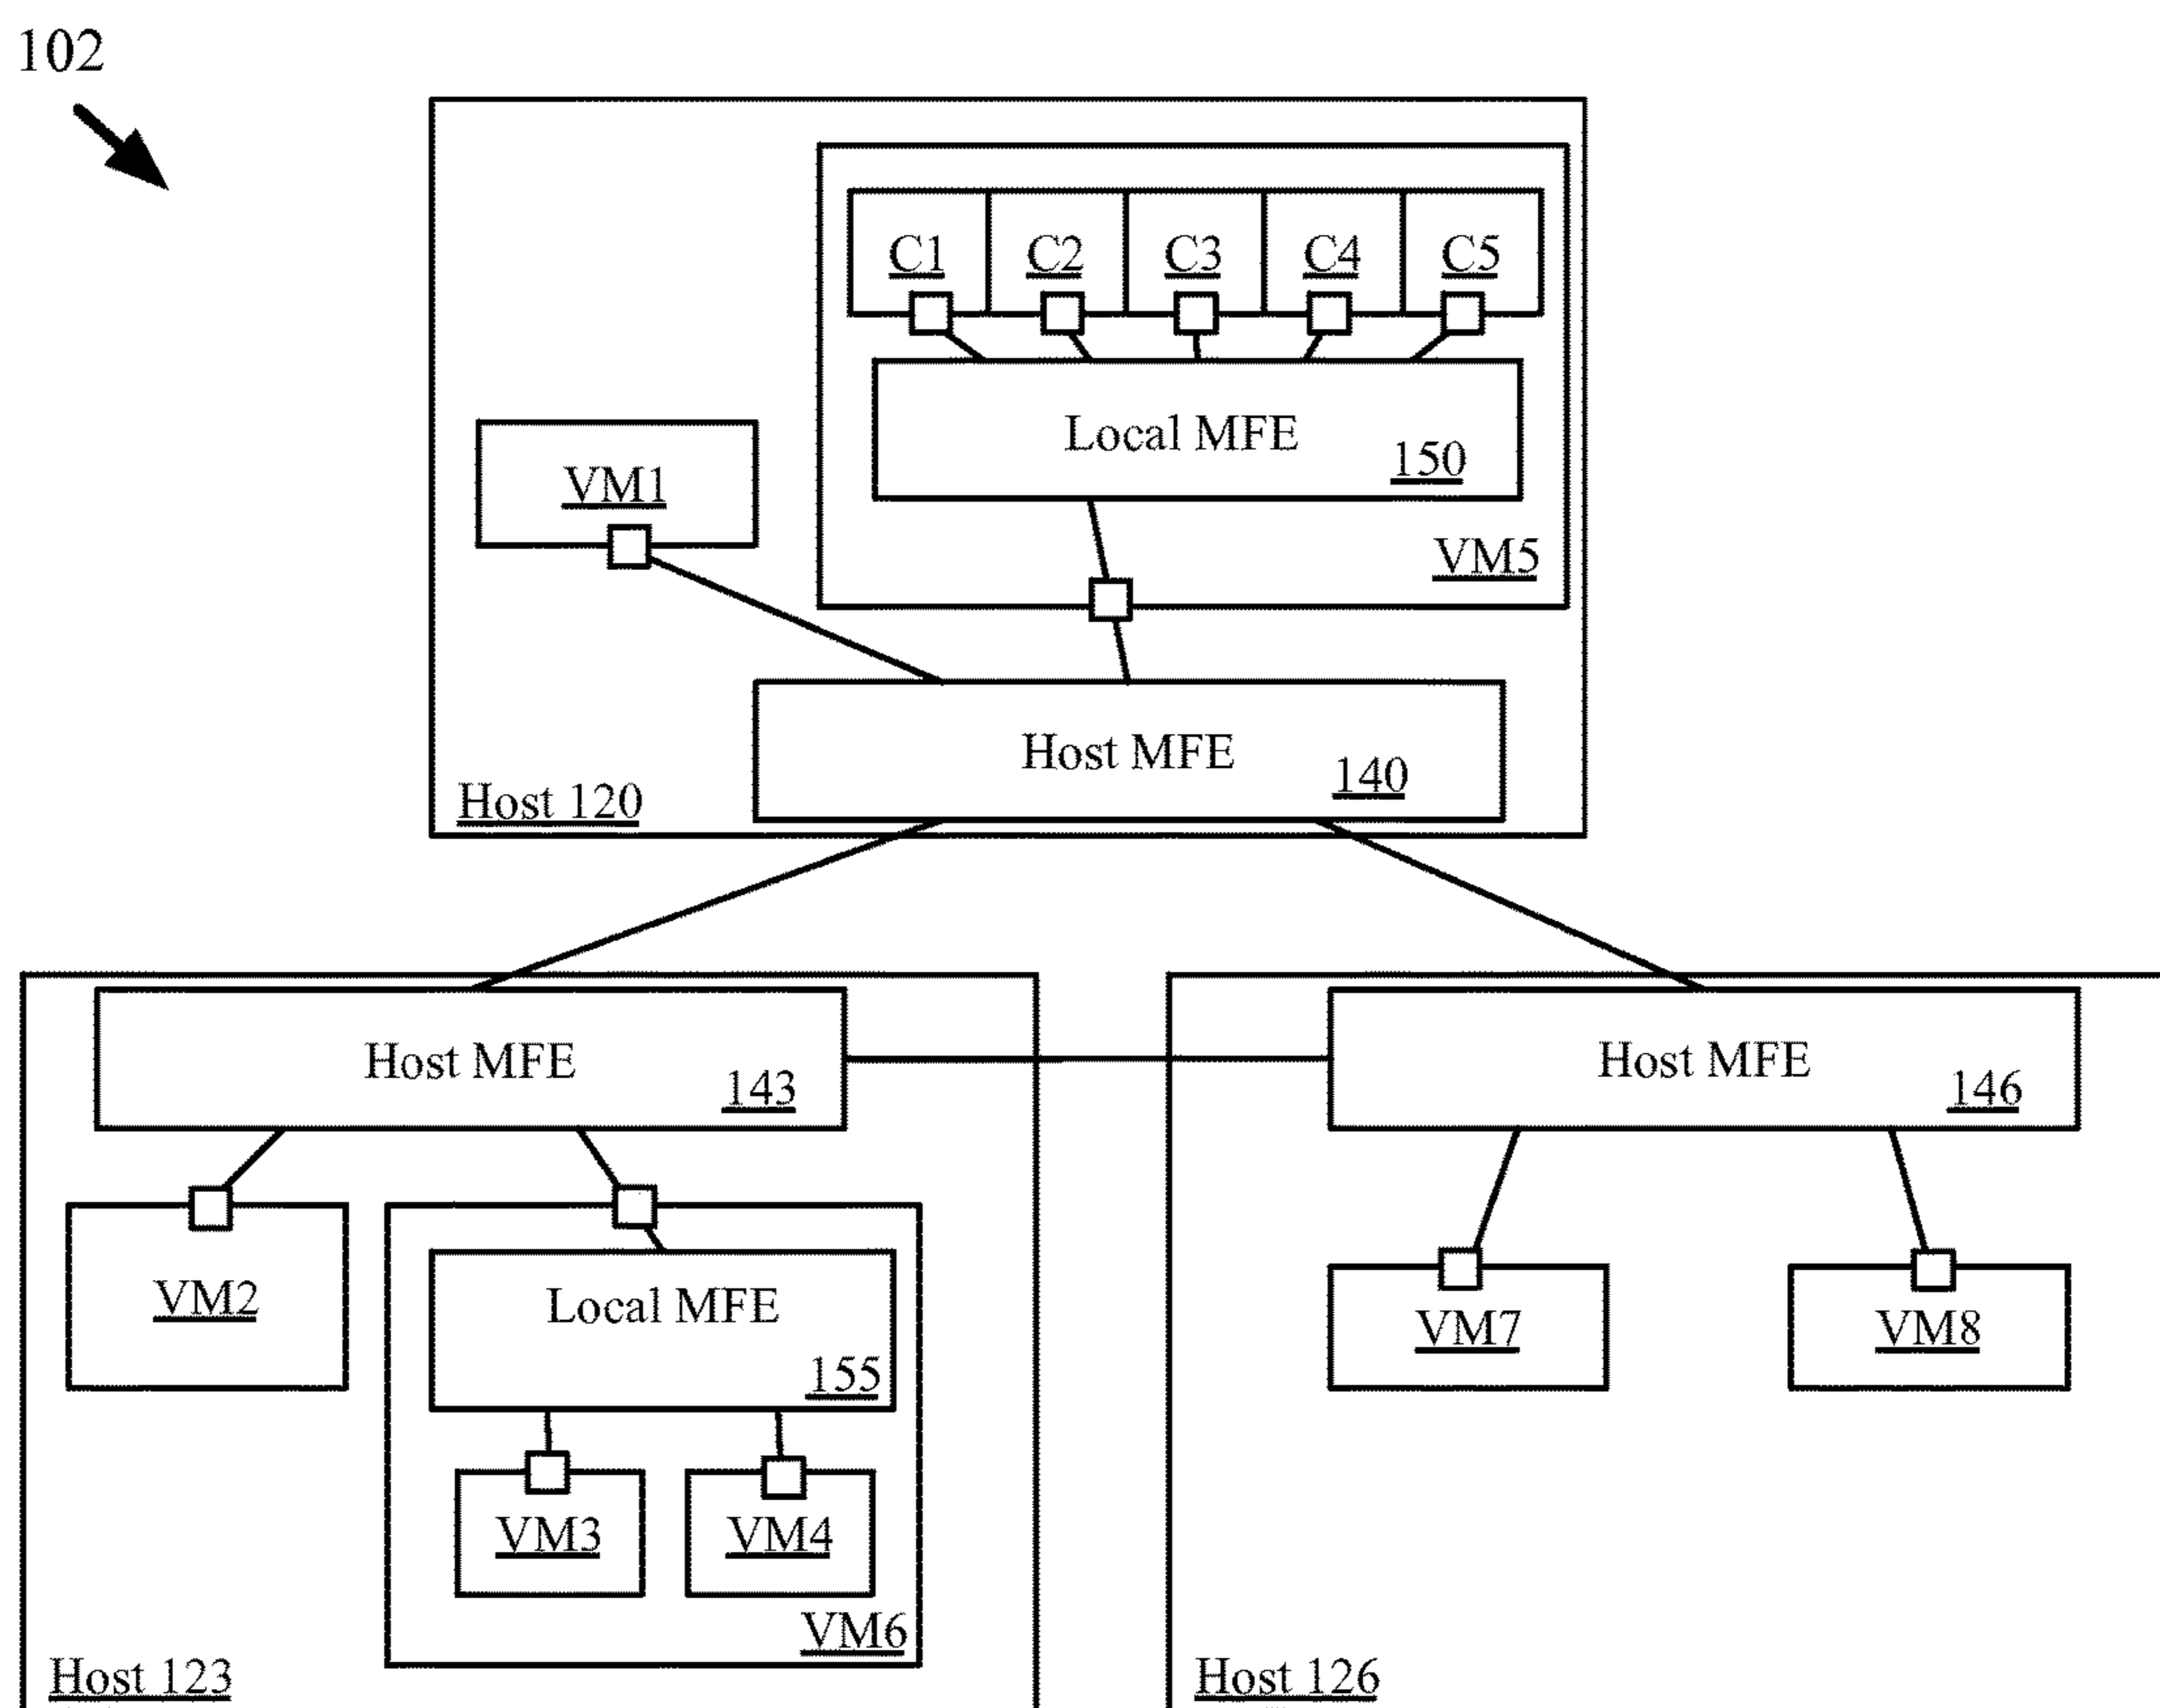 102
C1 C2 C3 C4 C5
Local MFE 150
VM1
VM5
Host MFE 140
Host 120
Host MFE 143
Host MFE 146
VM2
Local MFE 155
VM7 VM8
VM3 VM4
VM6
Host 123
Host 126